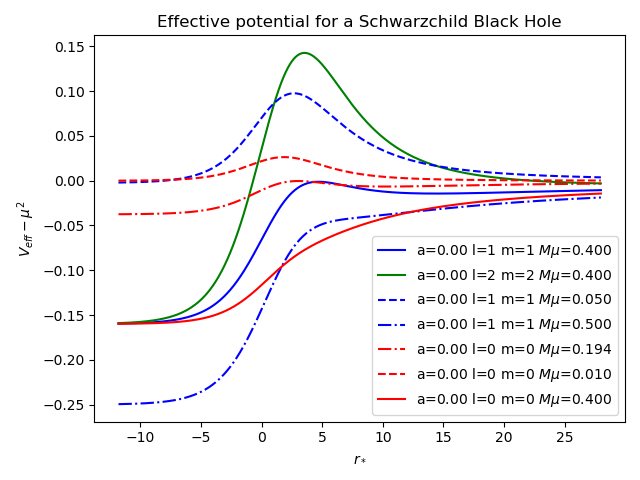 Effective potential for a Schwarzchild Black Hole
0.15
0.10
0.05
0.00
−0.05
−0.10
−0.15
−0.20
−0.25
V_eff − μ²
a=0.00 l=1 m=1 Mμ=0.400
a=0.00 l=2 m=2 Mμ=0.400
a=0.00 l=1 m=1 Mμ=0.050
a=0.00 l=1 m=1 Mμ=0.500
a=0.00 l=0 m=0 Mμ=0.194
a=0.00 l=0 m=0 Mμ=0.010
a=0.00 l=0 m=0 Mμ=0.400
−10 −5 0 5 10 15 20 25
r*